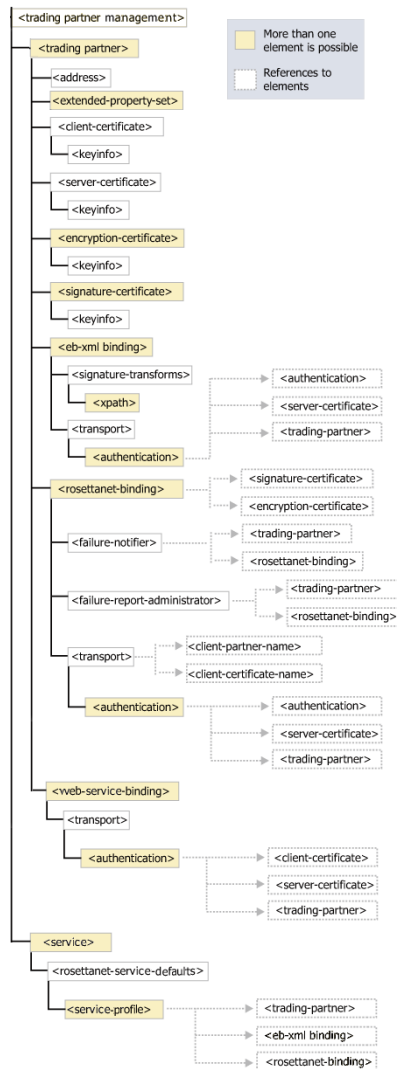 <trading partner management>
More than one
element is possible
References to
elements
<trading partner>
<address>
<extended-property-set>
<client-certificate>
<keyinfo>
<server-certificate>
<keyinfo>
<encryption-certificate>
<keyinfo>
<signature-certificate>
<keyinfo>
<eb-xml binding>
<signature-transforms>
<xpath>
<transport>
<authentication>
<authentication>
<server-certificate>
<trading-partner>
<rosettanet-binding>
<signature-certificate>
<encryption-certificate>
<failure-notifier>
<trading-partner>
<rosettanet-binding>
<failure-report-administrator>
<trading-partner>
<rosettanet-binding>
<transport>
<client-partner-name>
<client-certificate-name>
<authentication>
<authentication>
<server-certificate>
<trading-partner>
<web-service-binding>
<transport>
<authentication>
<client-certificate>
<server-certificate>
<trading-partner>
<service>
<rosettanet-service-defaults>
<service-profile>
<trading-partner>
<eb-xml binding>
<rosettanet-binding>